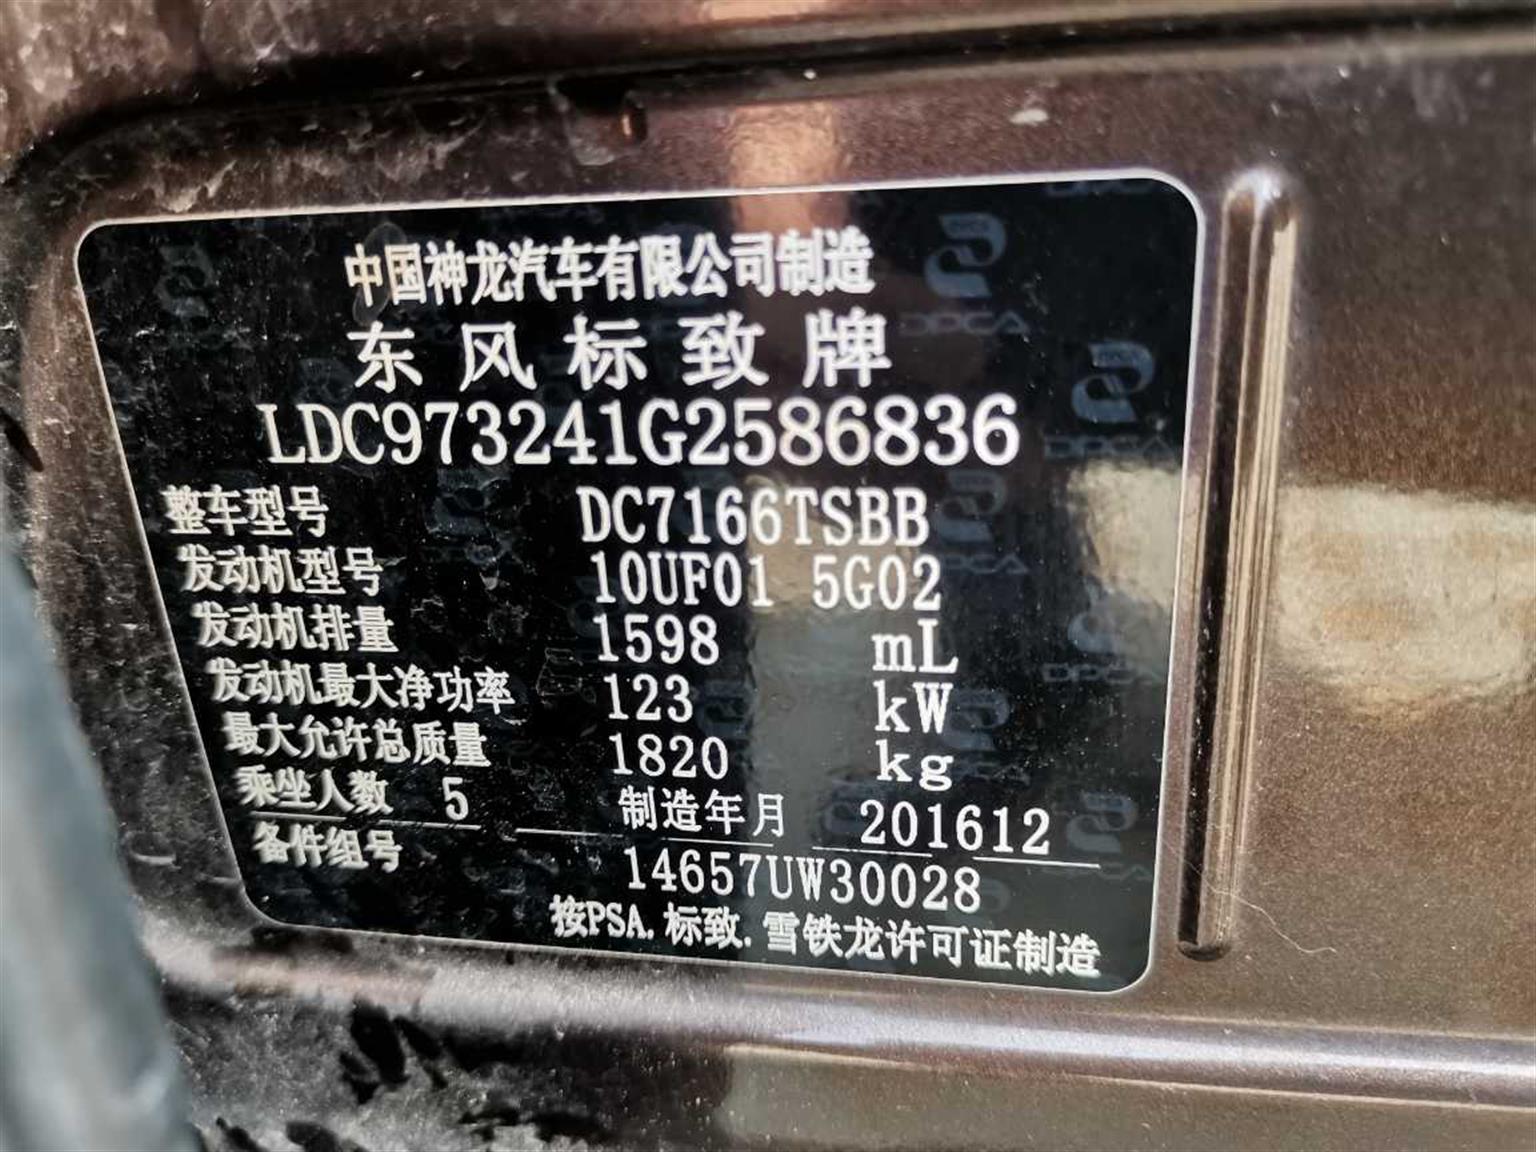 中国神龙汽车有限公司制造
东风标致牌
LDC973241G2586836
整车型号 DC7166TSBB
发动机型号 10UF01 5G02
发动机排量 1598 mL
发动机最大净功率 123 kW
最大允许总质量 1820 kg
乘坐人数 5 制造年月 201612
备件组号 14657UW30028
按PSA.标致.雪铁龙许可证制造
DPCA
DPCA
DPCA
DPCA